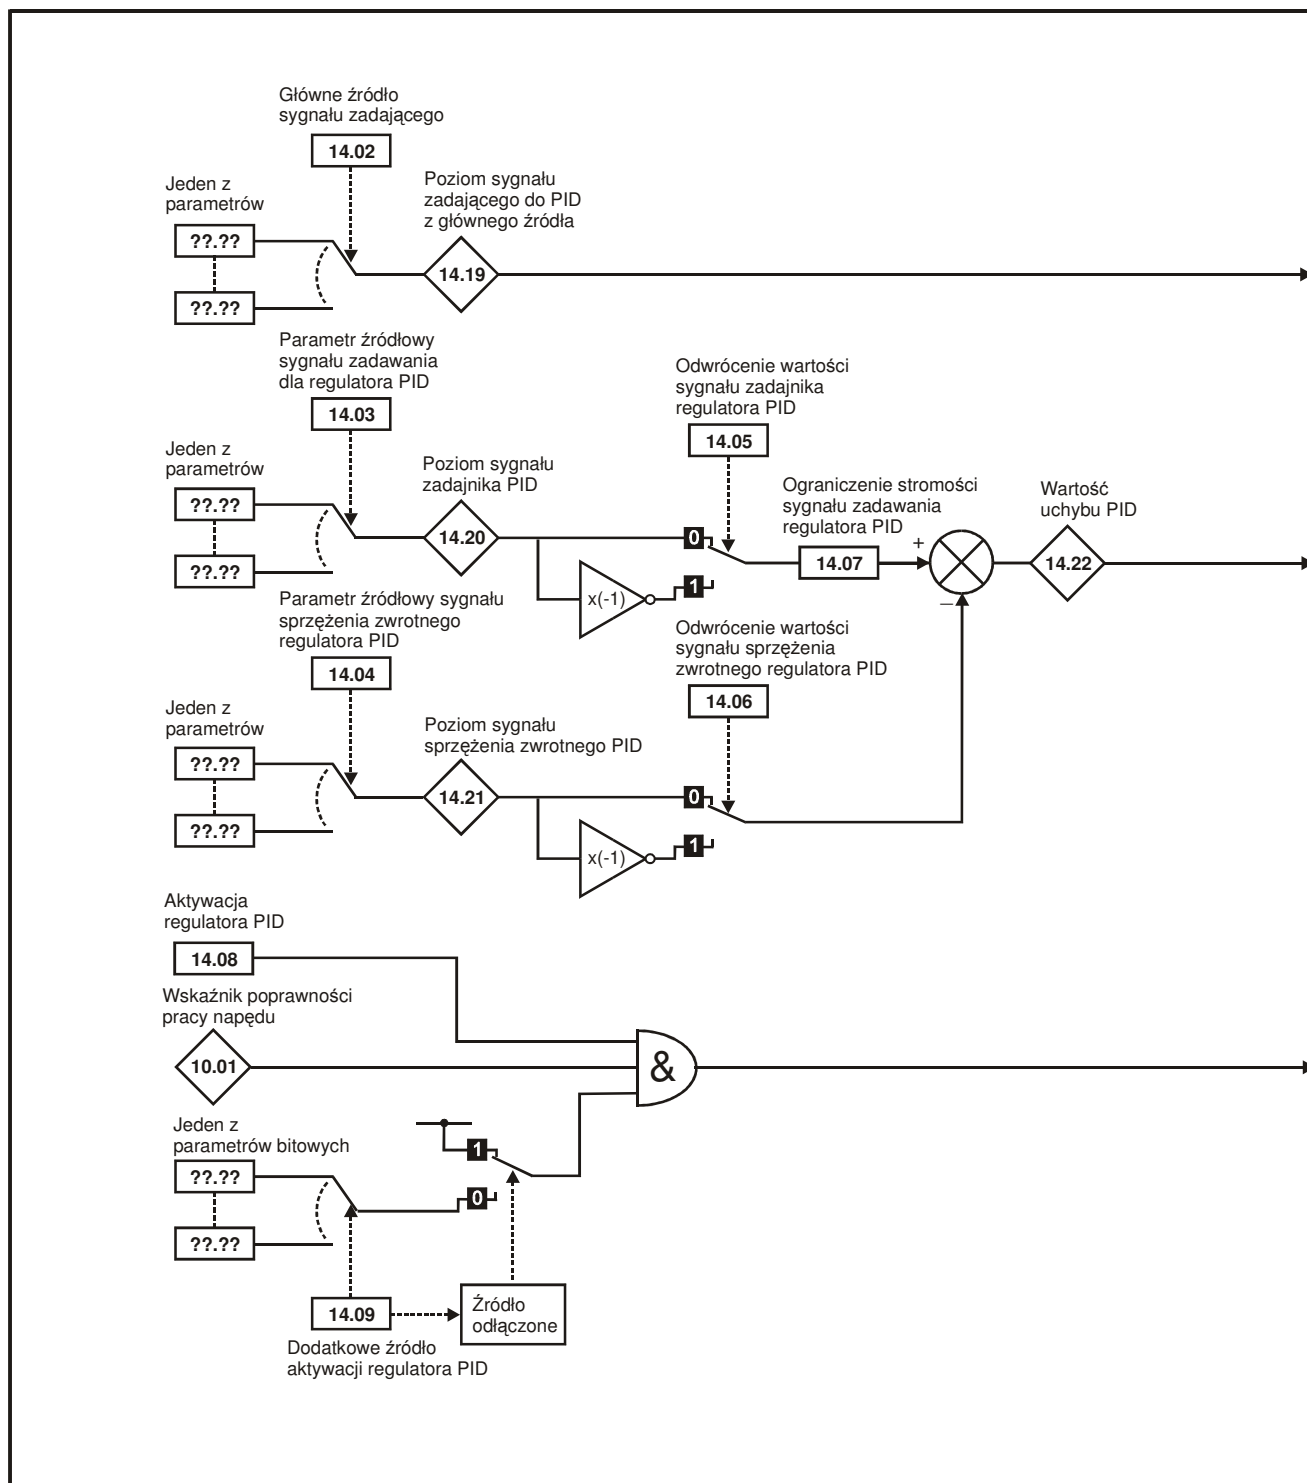 Główne źródło
sygnału zadającego
14.02
Jeden z
parametrów
Poziom sygnału
zadającego do PID
z głównego źródła
??.??
14.19
??.??
Parametr źródłowy
sygnału zadawania
dla regulatora PID
14.03
Odwrócenie wartości
sygnału zadajnika
regulatora PID
14.05
Jeden z
parametrów
Poziom sygnału
zadajnika PID
Ograniczenie stromości
sygnału zadawania
regulatora PID
Wartość
uchybu PID
??.??
14.20
0
+
14.07
14.22
??.??
x(-1)
1
–
Parametr źródłowy sygnału
sprzężenia zwrotnego
regulatora PID
14.04
Odwrócenie wartości
sygnału sprzężenia
zwrotnego regulatora PID
14.06
Jeden z
parametrów
Poziom sygnału
sprzężenia zwrotnego PID
??.??
14.21
0
??.??
x(-1)
1
Aktywacja
regulatora PID
14.08
Wskaźnik poprawności
pracy napędu
10.01
&
Jeden z
parametrów bitowych
1
??.??
0
??.??
14.09
Źródło
odłączone
Dodatkowe źródło
aktywacji regulatora PID